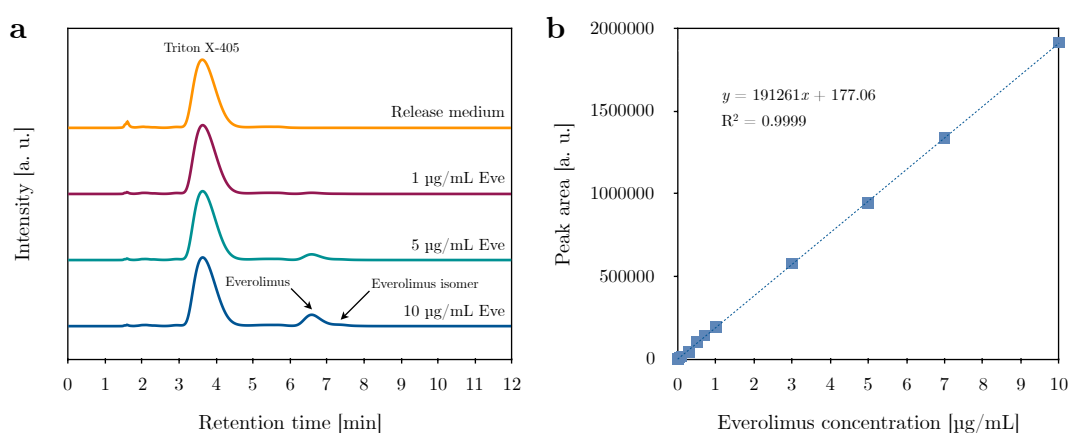 a
Triton X-405
Release medium
1 µg/mL Eve
5 µg/mL Eve
Everolimus
Everolimus isomer
10 µg/mL Eve
Intensity [a. u.]
0 1 2 3 4 5 6 7 8 9 10 11 12
Retention time [min]
b
2000000
1500000
1000000
500000
0
y = 191261x + 177.06
R² = 0.9999
Peak area [a. u.]
0 1 2 3 4 5 6 7 8 9 10
Everolimus concentration [µg/mL]